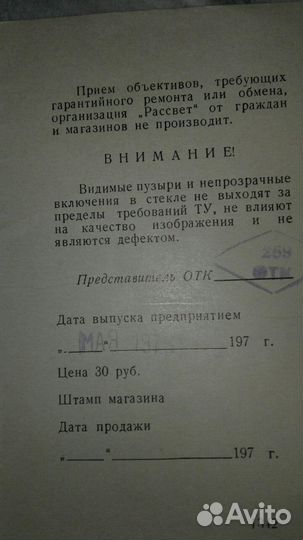 Прием объективов, требующих
гарантийного ремонта или обмена,
организация „Рассвет" от граждан
и магазинов не производит.
ВНИМАНИЕ!
Видимые пузыри и непрозрачные
включения в стекле не выходят за
пределы требований ТУ, не влияют
на качество изображения и не
являются дефектом.
Представитель ОТК
269
ОТК
Дата выпуска предприятием
„ " 197 г.
Цена 30 руб.
Штамп магазина
Дата продажи
„ " 197 г.
Avito